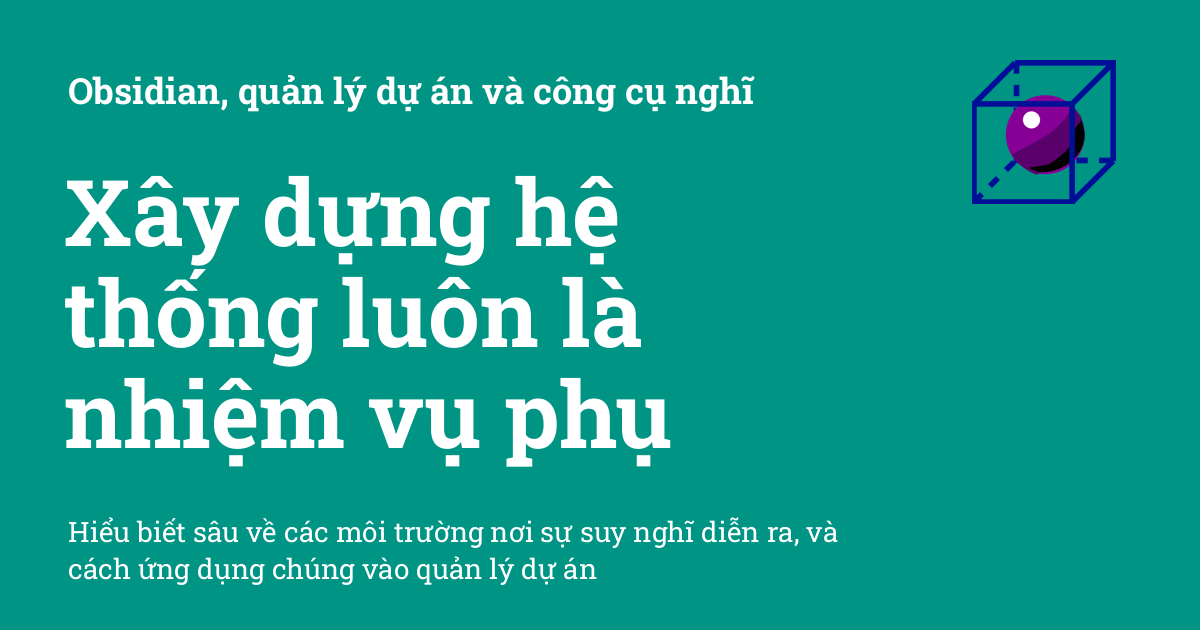 Obsidian, quản lý dự án và công cụ nghĩ
Xây dựng hệ
thống luôn là
nhiệm vụ phụ
Hiểu biết sâu về các môi trường nơi sự suy nghĩ diễn ra, và
cách ứng dụng chúng vào quản lý dự án